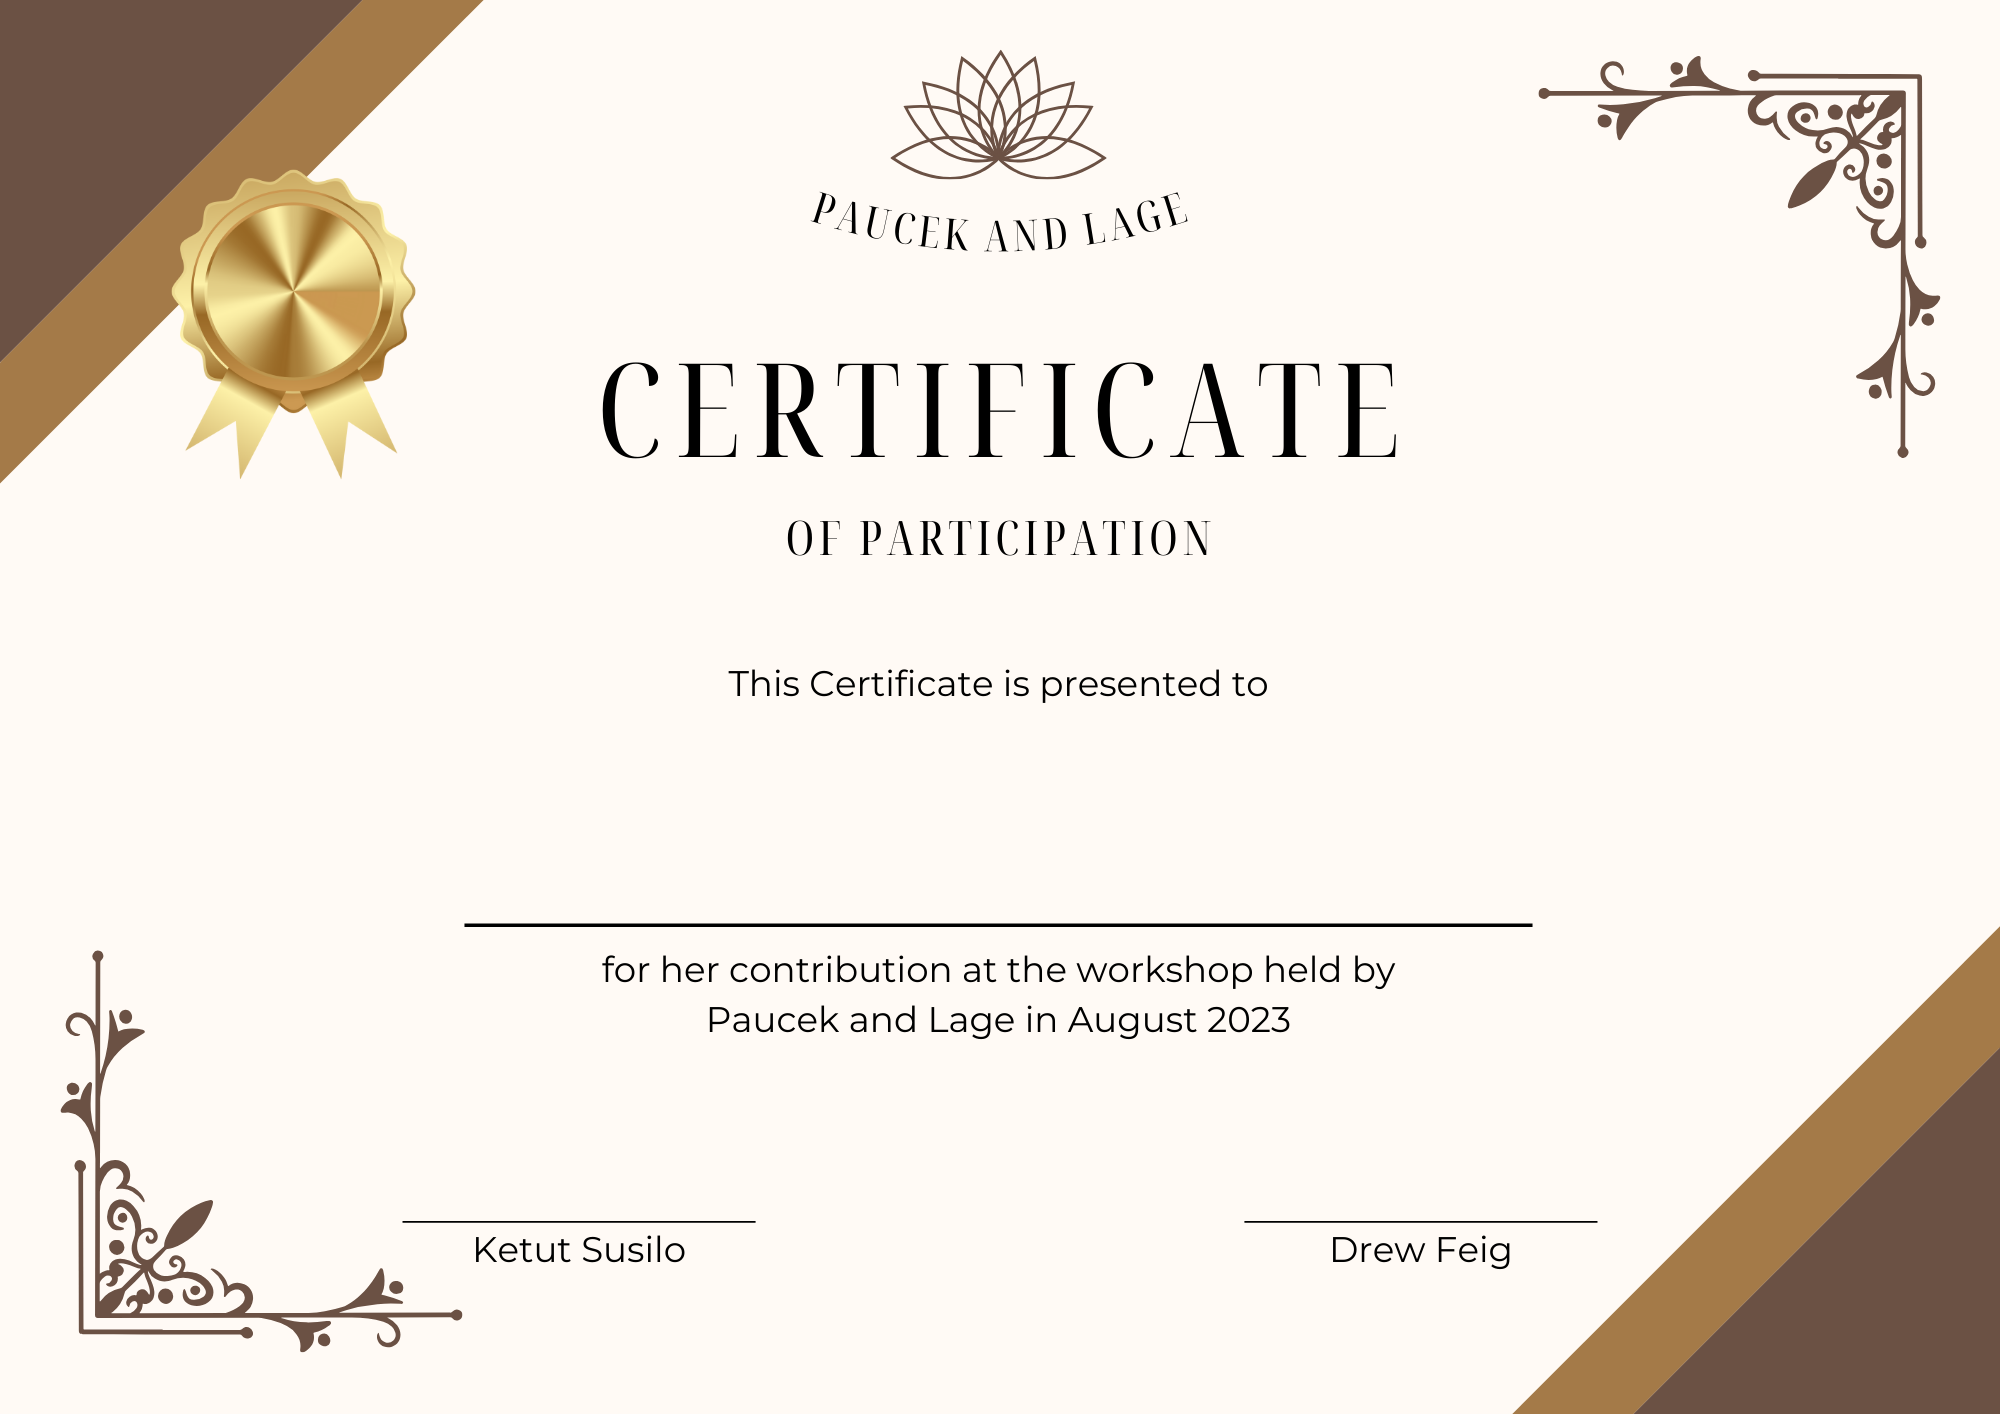 PAUCEK AND LAGE
CERTIFICATE
OF PARTICIPATION
This Certificate is presented to
for her contribution at the workshop held by
Paucek and Lage in August 2023
Ketut Susilo
Drew Feig